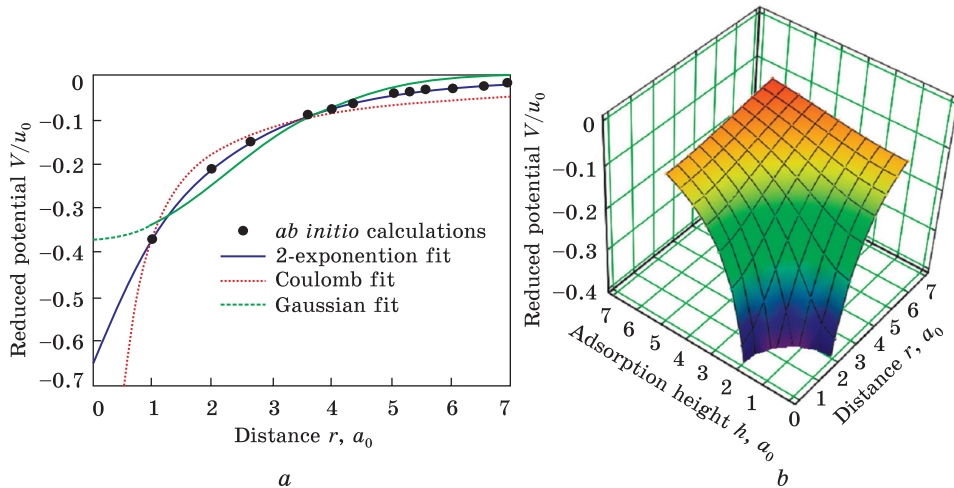 Reduced potential V/u₀
0
−0.1
−0.2
−0.3
−0.4
−0.5
−0.6
−0.7
0 1 2 3 4 5 6 7
Distance r, a₀
ab initio calculations
2-exponention fit
Coulomb fit
Gaussian fit
a
Reduced potential V/u₀
0
−0.1
−0.2
−0.3
−0.4
7 6 5 4 3 2 1 0
Adsorption height h, a₀
1 2 3 4 5 6 7
Distance r, a₀
b